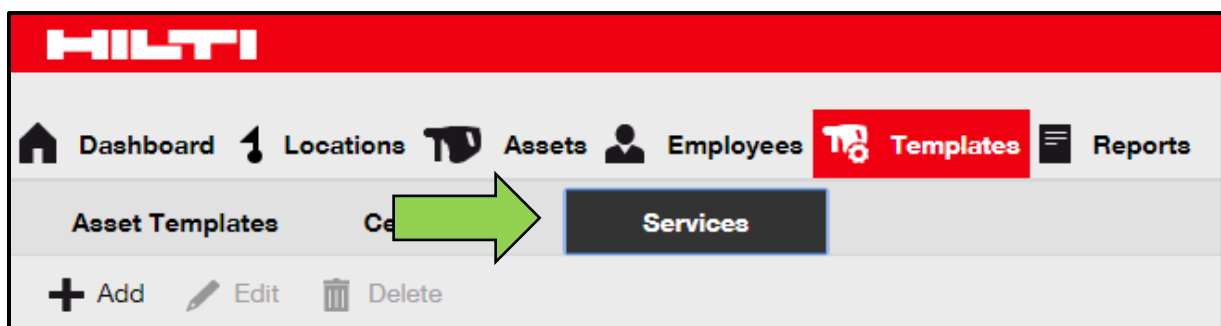 HILTI
Dashboard Locations Assets Employees Templates Reports
Asset Templates Services
Add Edit Delete